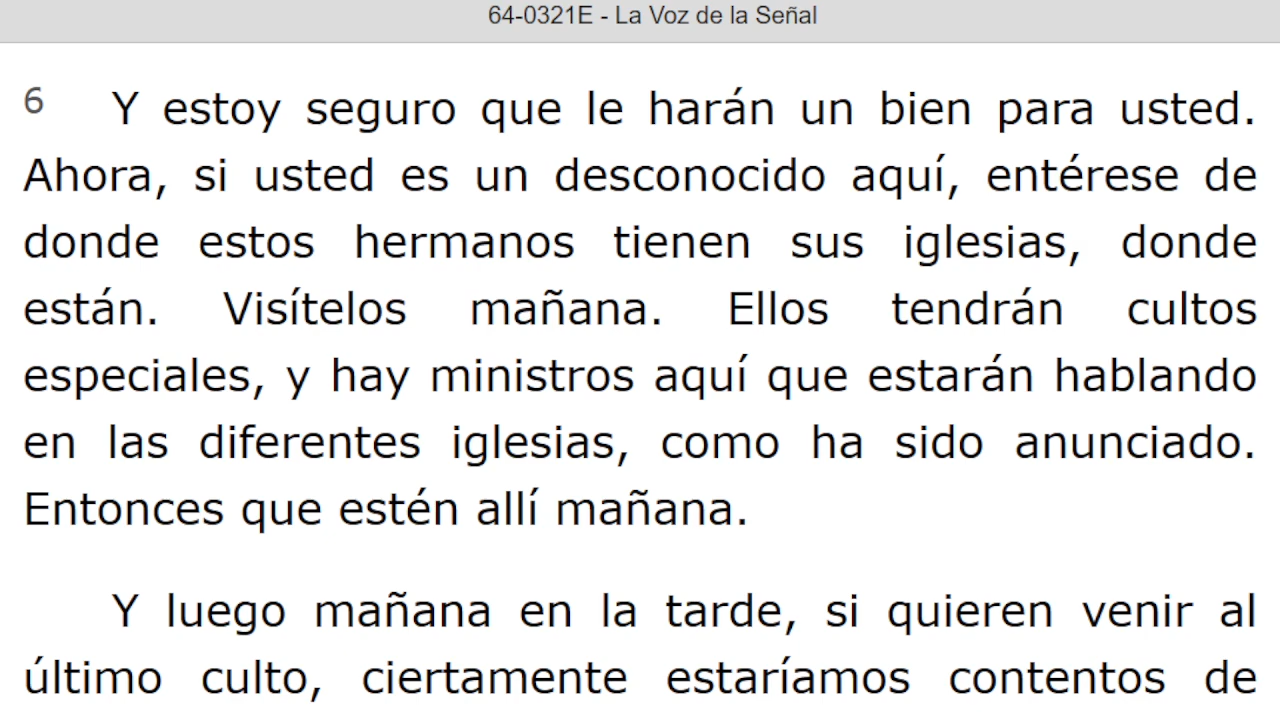 64-0321E - La Voz de la Señal
6 Y estoy seguro que le harán un bien para usted.
Ahora, si usted es un desconocido aquí, entérese de
donde estos hermanos tienen sus iglesias, donde
están. Visítelos mañana. Ellos tendrán cultos
especiales, y hay ministros aquí que estarán hablando
en las diferentes iglesias, como ha sido anunciado.
Entonces que estén allí mañana.
Y luego mañana en la tarde, si quieren venir al
último culto, ciertamente estaríamos contentos de